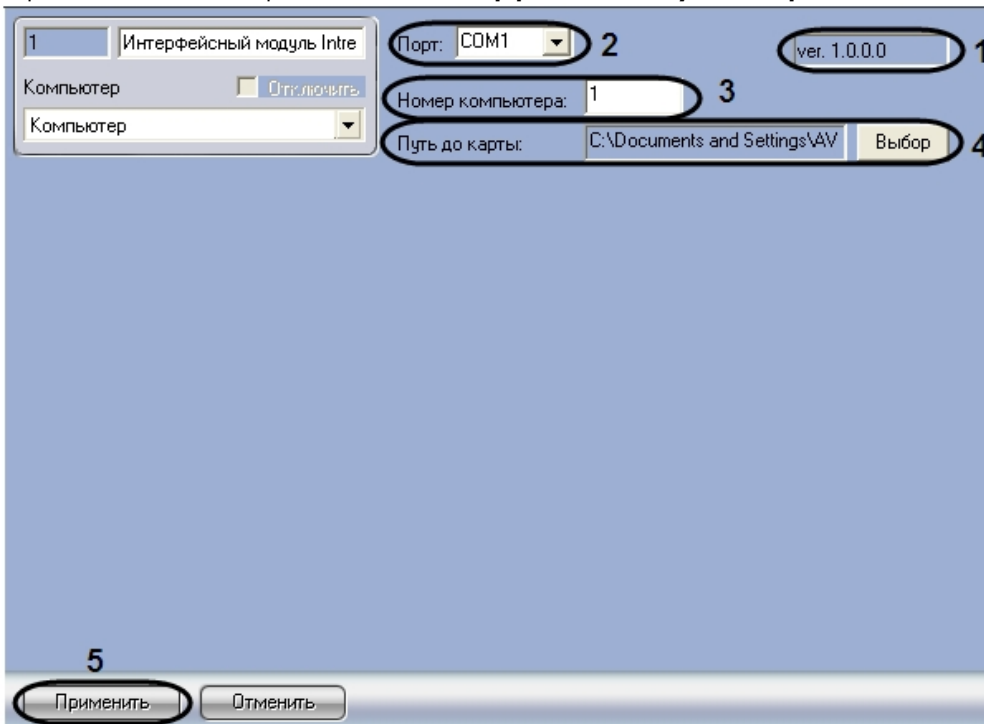 1 Интерфейсный модуль Intre Порт: COM1 2 ver. 1.0.0.0 1
Компьютер Отключить Номер компьютера: 1 3
Компьютер Путь до карты: C:\Documents and Settings\AV Выбор 4
5
Применить Отменить